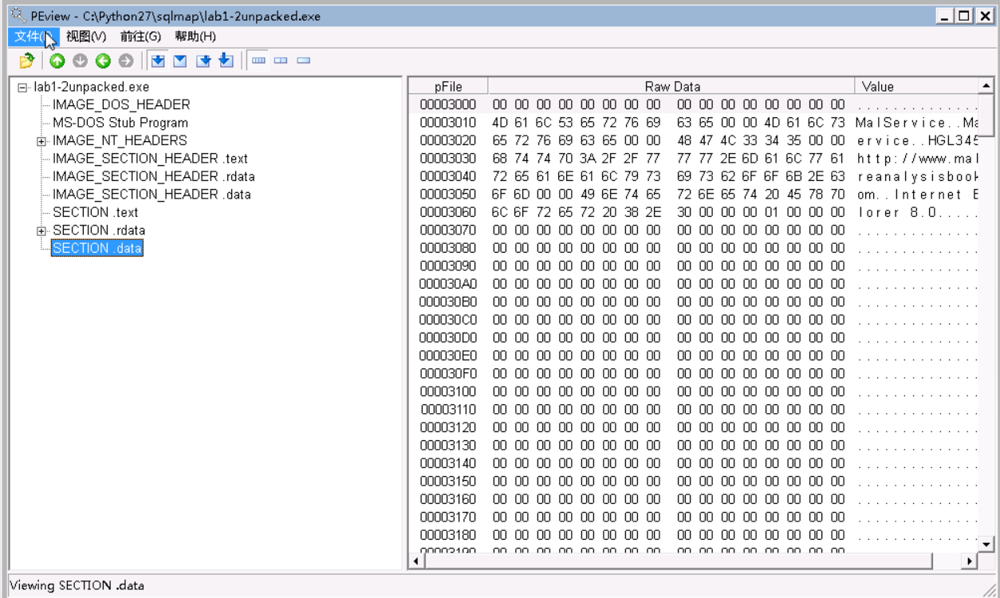 PEview - C:\Python27\sqlmap\lab1-2unpacked.exe
文件( 视图(V) 前往(G) 帮助(H)
lab1-2unpacked.exe
IMAGE_DOS_HEADER
MS-DOS Stub Program
IMAGE_NT_HEADERS
IMAGE_SECTION_HEADER .text
IMAGE_SECTION_HEADER .rdata
IMAGE_SECTION_HEADER .data
SECTION .text
SECTION .rdata
SECTION .data
pFile Raw Data Value
00003000 00 00 00 00 00 00 00 00 00 00 00 00 00 00 00 00 ..............
00003010 4D 61 6C 53 65 72 76 69 63 65 00 00 4D 61 6C 73 MalService..Ma
00003020 65 72 76 69 63 65 00 00 48 47 4C 33 34 35 00 00 ervice..HGL345
00003030 68 74 74 70 3A 2F 2F 77 77 77 2E 6D 61 6C 77 61 http://www.mal
00003040 72 65 61 6E 61 6C 79 73 69 73 62 6F 6F 6B 2E 63 reanalysisbook
00003050 6F 6D 00 00 49 6E 74 65 72 6E 65 74 20 45 78 70 om..Internet E
00003060 6C 6F 72 65 72 20 38 2E 30 00 00 00 01 00 00 00 lorer 8.0.....
00003070 00 00 00 00 00 00 00 00 00 00 00 00 00 00 00 00 ..............
00003080 00 00 00 00 00 00 00 00 00 00 00 00 00 00 00 00 ..............
00003090 00 00 00 00 00 00 00 00 00 00 00 00 00 00 00 00 ..............
000030A0 00 00 00 00 00 00 00 00 00 00 00 00 00 00 00 00 ..............
000030B0 00 00 00 00 00 00 00 00 00 00 00 00 00 00 00 00 ..............
000030C0 00 00 00 00 00 00 00 00 00 00 00 00 00 00 00 00 ..............
000030D0 00 00 00 00 00 00 00 00 00 00 00 00 00 00 00 00 ..............
000030E0 00 00 00 00 00 00 00 00 00 00 00 00 00 00 00 00 ..............
000030F0 00 00 00 00 00 00 00 00 00 00 00 00 00 00 00 00 ..............
00003100 00 00 00 00 00 00 00 00 00 00 00 00 00 00 00 00 ..............
00003110 00 00 00 00 00 00 00 00 00 00 00 00 00 00 00 00 ..............
00003120 00 00 00 00 00 00 00 00 00 00 00 00 00 00 00 00 ..............
00003130 00 00 00 00 00 00 00 00 00 00 00 00 00 00 00 00 ..............
00003140 00 00 00 00 00 00 00 00 00 00 00 00 00 00 00 00 ..............
00003150 00 00 00 00 00 00 00 00 00 00 00 00 00 00 00 00 ..............
00003160 00 00 00 00 00 00 00 00 00 00 00 00 00 00 00 00 ..............
00003170 00 00 00 00 00 00 00 00 00 00 00 00 00 00 00 00 ..............
00003180 00 00 00 00 00 00 00 00 00 00 00 00 00 00 00 00 ..............
Viewing SECTION .data